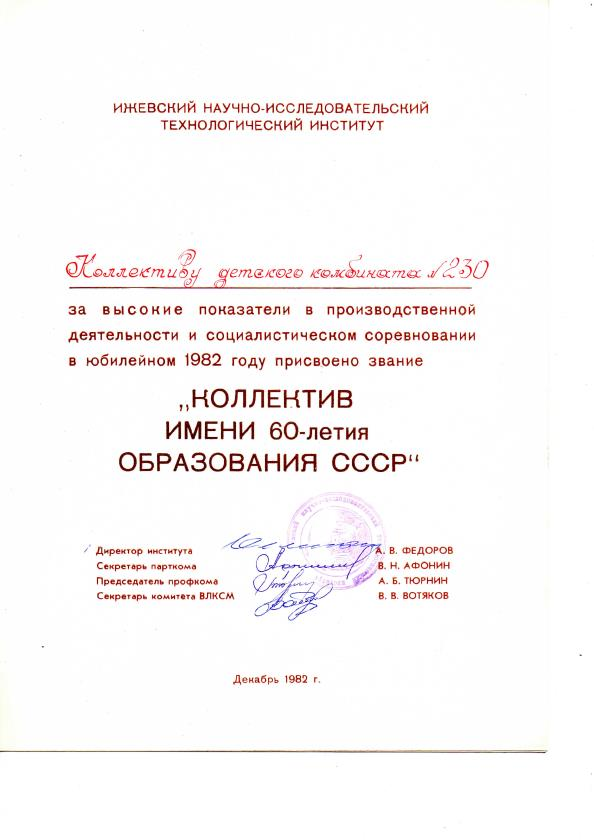 ИЖЕВСКИЙ НАУЧНО-ИССЛЕДОВАТЕЛЬСКИЙ
ТЕХНОЛОГИЧЕСКИЙ ИНСТИТУТ
Коллективу детского комбината №230
за высокие показатели в производственной
деятельности и социалистическом соревновании
в юбилейном 1982 году присвоено звание
„КОЛЛЕКТИВ
ИМЕНИ 60-летия
ОБРАЗОВАНИЯ СССР“
Директор института А. В. ФЕДОРОВ
Секретарь парткома В. Н. АФОНИН
Председатель профкома А. Б. ТЮРНИН
Секретарь комитета ВЛКСМ В. В. ВОТЯКОВ
Декабрь 1982 г.